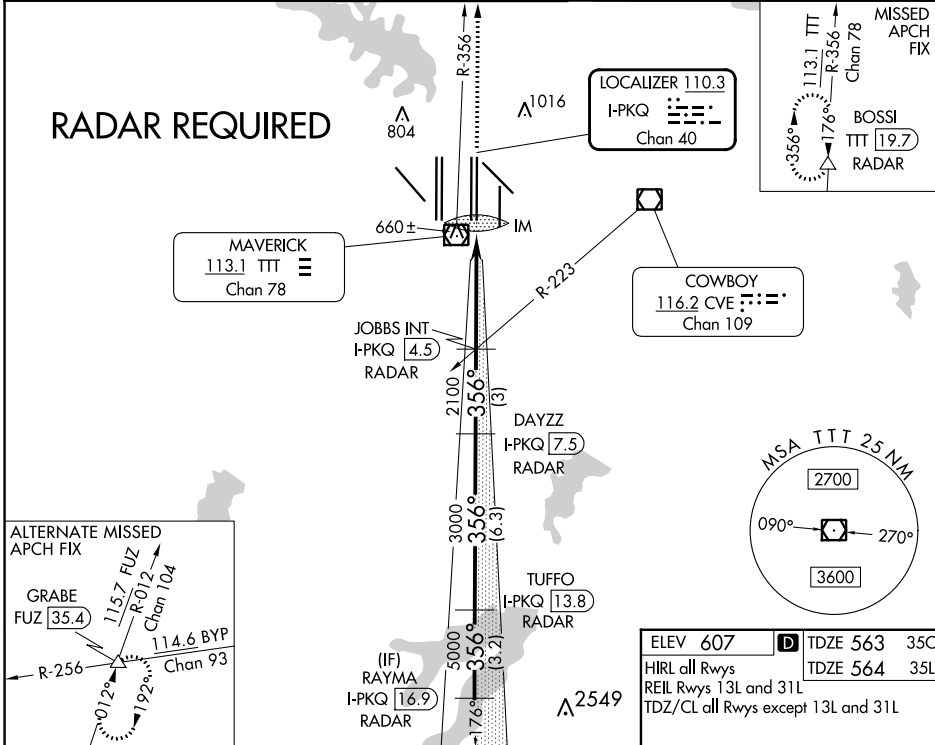 RADAR REQUIRED
R-356
804
1016
LOCALIZER 110.3
I-PKQ
Chan 40
MISSED
APCH
FIX
113.1 TTT
R-356
Chan 78
356°
176°
BOSSI
TTT 19.7
RADAR
660±
IM
MAVERICK
113.1 TTT
Chan 78
R-223
COWBOY
116.2 CVE
Chan 109
JOBBS INT
I-PKQ 4.5
RADAR
2100
356°
(3)
DAYZZ
I-PKQ 7.5
RADAR
3000
356°
(6.3)
TUFFO
I-PKQ 13.8
RADAR
5000
356°
(3.2)
(IF)
RAYMA
I-PKQ 16.9
RADAR
176°
2549
MSA TTT 25 NM
2700
090°
270°
3600
ALTERNATE MISSED
APCH FIX
115.7 FUZ
R-012
Chan 104
GRABE
FUZ 35.4
114.6 BYP
Chan 93
R-256
012°
192°
ELEV 607
D
TDZE 563 35C
TDZE 564 35L
HIRL all Rwys
REIL Rwys 13L and 31L
TDZ/CL all Rwys except 13L and 31L